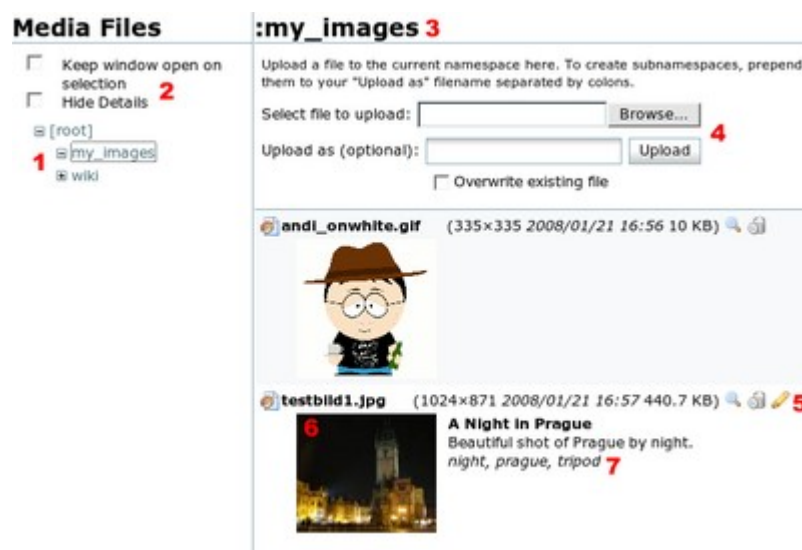 Media Files
Keep window open on
selection 2
Hide Details
[root]
1 my_images
wiki
:my_images 3
Upload a file to the current namespace here. To create subnamespaces, prepend
them to your "Upload as" filename separated by colons.
Select file to upload: Browse...
4
Upload as (optional): Upload
Overwrite existing file
andi_onwhite.gif (335×335 2008/01/21 16:56 10 KB)
testbild1.jpg (1024×871 2008/01/21 16:57 440.7 KB) 5
6
A Night in Prague
Beautiful shot of Prague by night.
night, prague, tripod 7